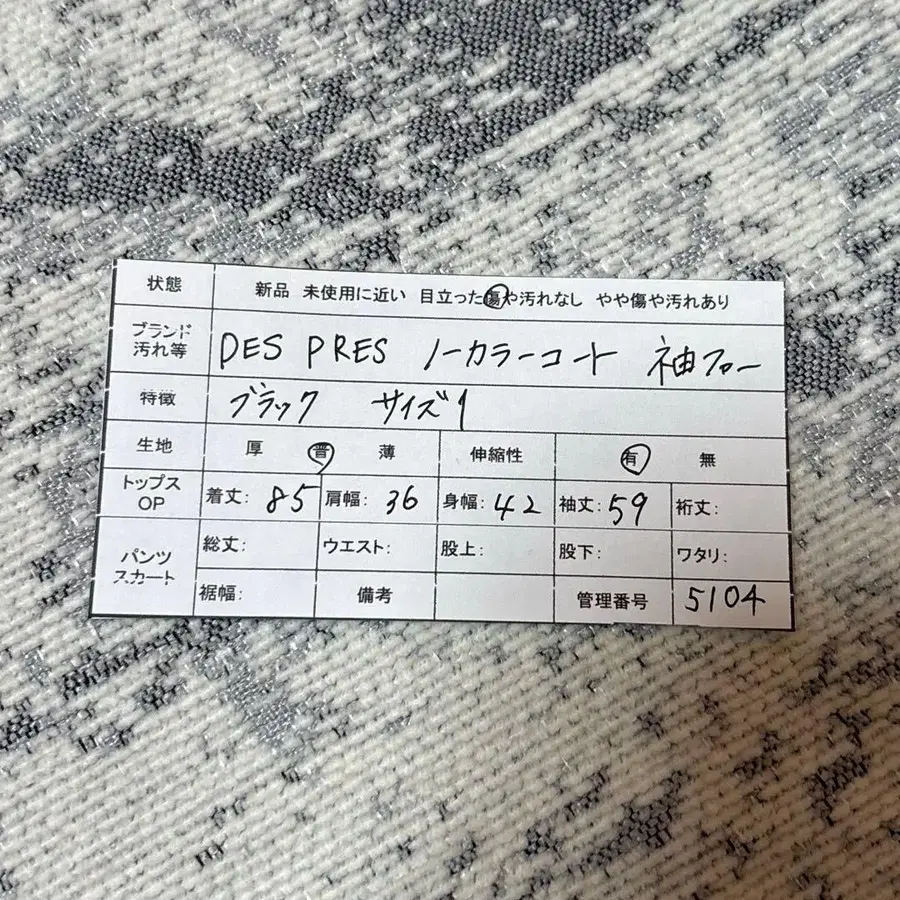 状態 新品 未使用に近い 目立った傷や汚れなし やや傷や汚れあり
ブランド 汚れ等 DES PRES ノーカラーコート 袖ファー
特徴 ブラック サイズ1
生地 厚 普 薄 伸縮性 有 無
トップス OP 着丈: 85 肩幅: 36 身幅: 42 袖丈: 59 裄丈:
パンツ スカート 総丈: ウエスト: 股上: 股下: ワタリ:
裾幅: 備考 管理番号 5104